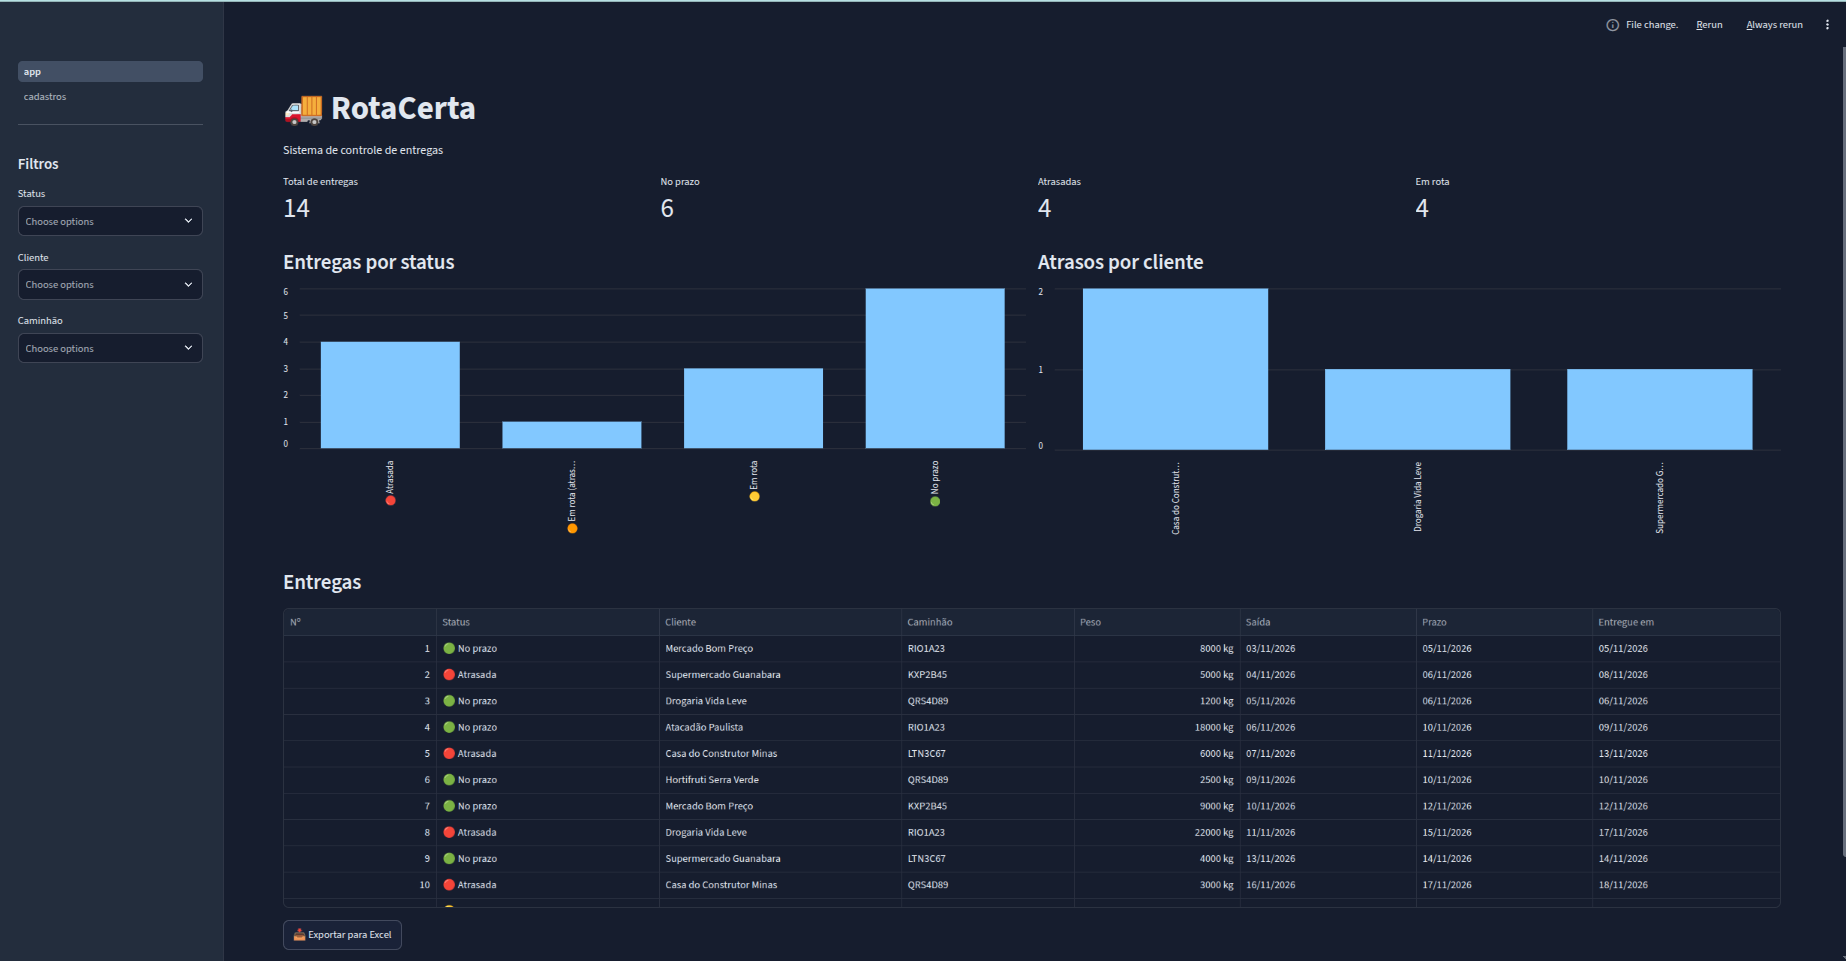 File change. Rerun Always rerun
app
cadastros
Filtros
Status
Choose options
Cliente
Choose options
Caminhão
Choose options
RotaCerta
Sistema de controle de entregas
Total de entregas No prazo Atrasadas Em rota
14 6 4 4
Entregas por status
6
5
4
3
2
1
0
Atrasada
Em rota (atras...
Em rota
No prazo
Atrasos por cliente
2
1
0
Casa do Construt...
Drogaria Vida Leve
Supermercado G...
Entregas
Nº Status Cliente Caminhão Peso Saída Prazo Entregue em
1 No prazo Mercado Bom Preço RIO1A23 8000 kg 03/11/2026 05/11/2026 05/11/2026
2 Atrasada Supermercado Guanabara KXP2B45 5000 kg 04/11/2026 06/11/2026 08/11/2026
3 No prazo Drogaria Vida Leve QRS4D89 1200 kg 05/11/2026 06/11/2026 06/11/2026
4 No prazo Atacadão Paulista RIO1A23 18000 kg 06/11/2026 10/11/2026 09/11/2026
5 Atrasada Casa do Construtor Minas LTN3C67 6000 kg 07/11/2026 11/11/2026 13/11/2026
6 No prazo Hortifruti Serra Verde QRS4D89 2500 kg 09/11/2026 10/11/2026 10/11/2026
7 No prazo Mercado Bom Preço KXP2B45 9000 kg 10/11/2026 12/11/2026 12/11/2026
8 Atrasada Drogaria Vida Leve RIO1A23 22000 kg 11/11/2026 15/11/2026 17/11/2026
9 No prazo Supermercado Guanabara LTN3C67 4000 kg 13/11/2026 14/11/2026 14/11/2026
10 Atrasada Casa do Construtor Minas QRS4D89 3000 kg 16/11/2026 17/11/2026 18/11/2026
Exportar para Excel